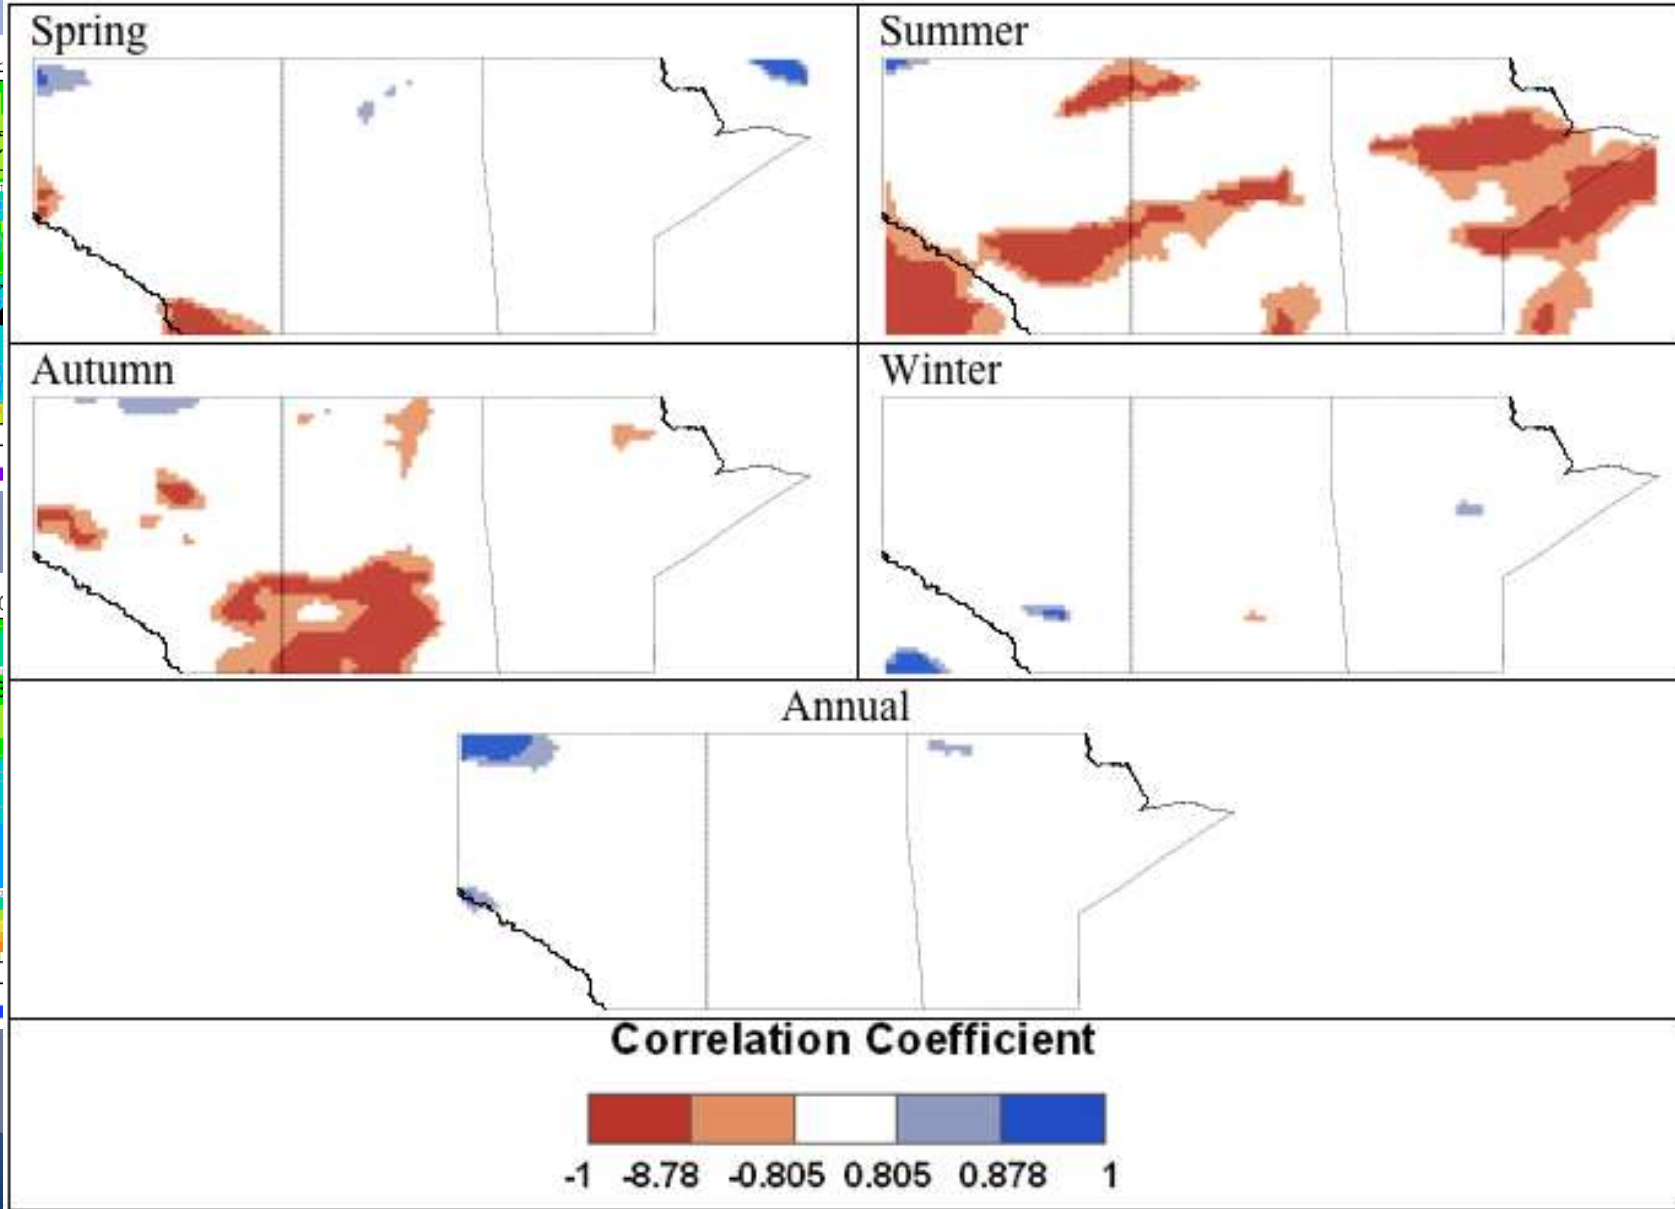 Spring
Summer
Autumn
Winter
Annual
Correlation Coefficient
-1 -8.78 -0.805 0.805 0.878 1